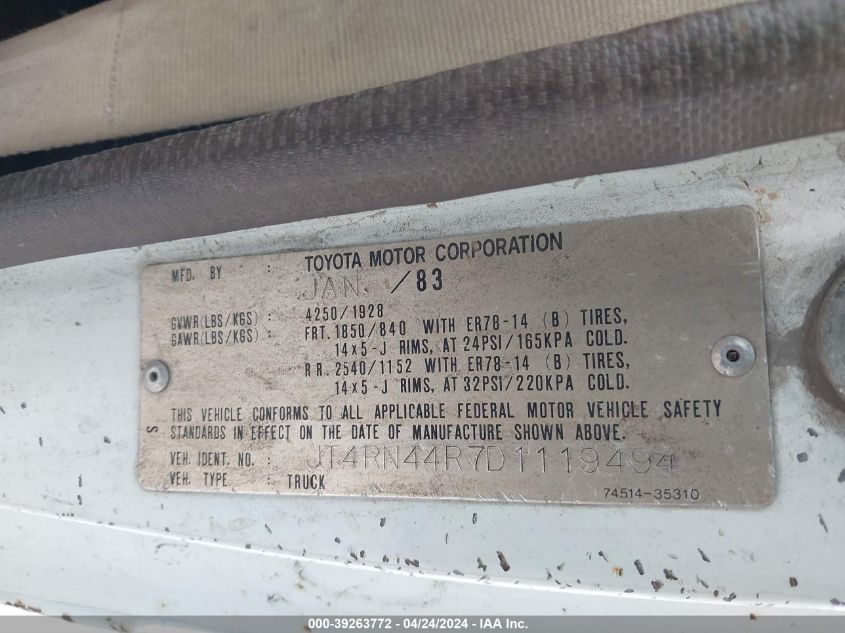 MFD. BY : TOYOTA MOTOR CORPORATION
JAN. /83
GVWR(LBS/KGS) : 4250/1928
GAWR(LBS/KGS) : FRT. 1850/840 WITH ER78-14 (B) TIRES,
14x5-J RIMS, AT 24PSI/165KPA COLD.
RR. 2540/1152 WITH ER78-14 (B) TIRES,
14x5-J RIMS, AT 32PSI/220KPA COLD.
THIS VEHICLE CONFORMS TO ALL APPLICABLE FEDERAL MOTOR VEHICLE SAFETY
S STANDARDS IN EFFECT ON THE DATE OF MANUFACTURE SHOWN ABOVE.
VEH. IDENT. NO. : JT4RN44R7D1119494
VEH. TYPE : TRUCK
74514-35310
000-39263772 - 04/24/2024 - IAAI Inc.